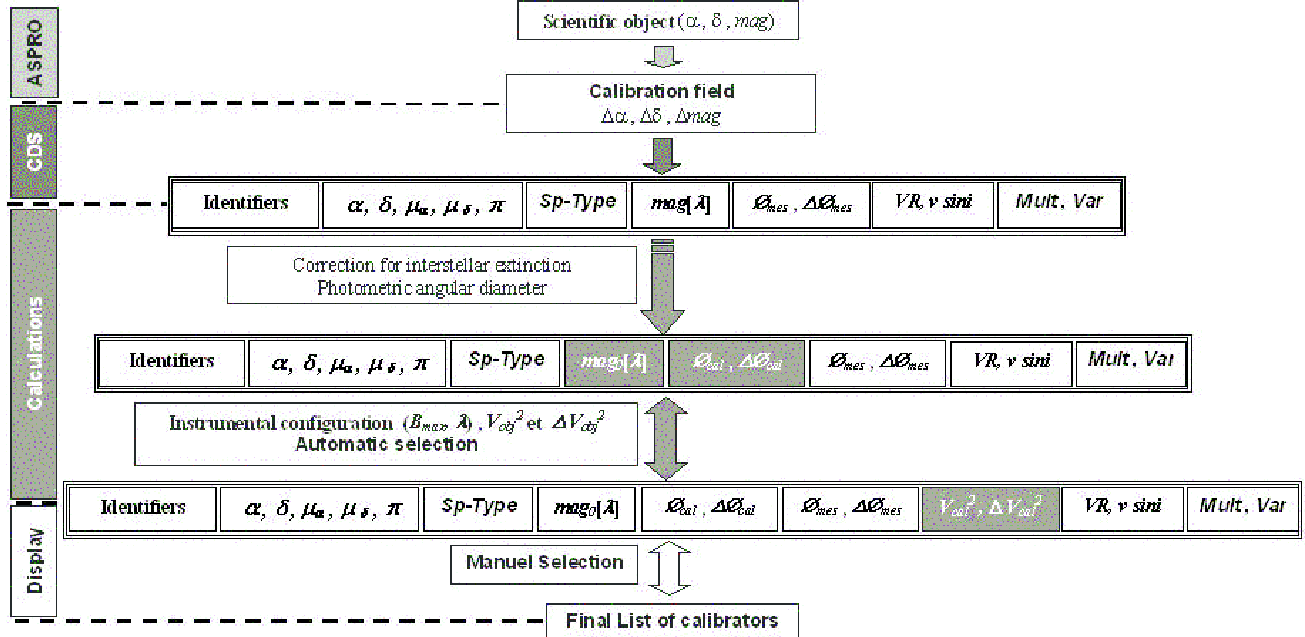 ASPRO
Scientific object (α, δ, mag)
Calibration field
Δα, Δδ, Δmag
CDS
Identifiers α, δ, μα, μδ, π Sp-Type mag[λ] Ømes, ΔØmes VR, v sini Mult, Var
Calculations
Correction for interstellar extinction
Photometric angular diameter
Identifiers α, δ, μα, μδ, π Sp-Type mag0[λ] Øcal, ΔØcal Ømes, ΔØmes VR, v sini Mult, Var
Instrumental configuration (Bmax, λ), Vobj² et ΔVobj²
Automatic selection
Identifiers α, δ, μα, μδ, π Sp-Type mag0[λ] Øcal, ΔØcal Ømes, ΔØmes Vcal², ΔVcal² VR, v sini Mult, Var
Display
Manuel Selection
Final List of calibrators